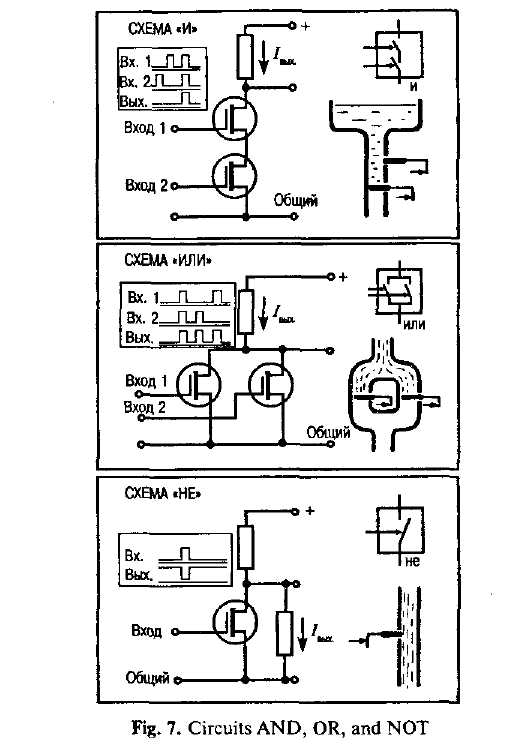 СХЕМА «И»
+
Iвых.
Вх. 1
Вх. 2
Вых.
и
Вход 1
Вход 2
Общий
СХЕМА «ИЛИ»
+
Вх. 1
Вх. 2
Вых.
Iвых.
или
Вход 1
Вход 2
Общий
СХЕМА «НЕ»
+
Вх.
Вых.
не
Вход
Iвых.
Общий
Fig. 7. Circuits AND, OR, and NOT